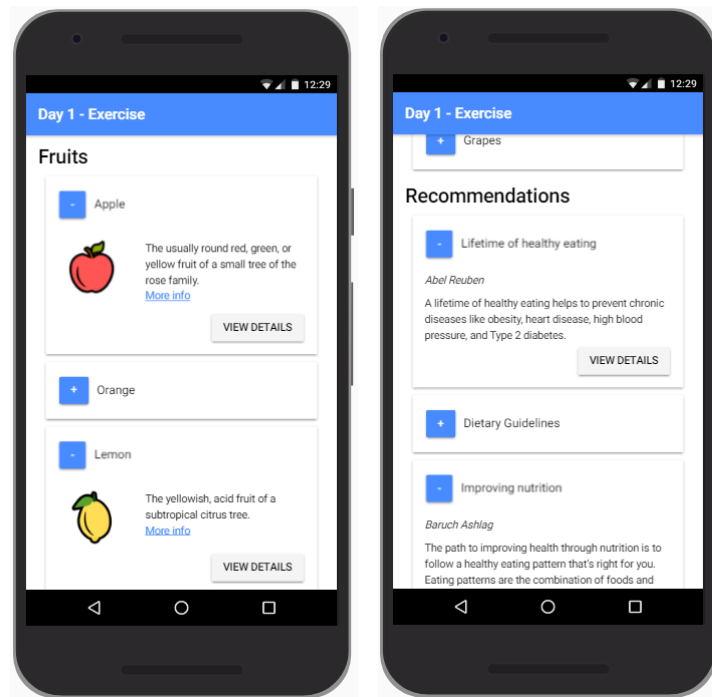 12:29
Day 1 - Exercise
Fruits
- Apple
The usually round red, green, or
yellow fruit of a small tree of the
rose family.
More info
VIEW DETAILS
+ Orange
- Lemon
The yellowish, acid fruit of a
subtropical citrus tree.
More info
VIEW DETAILS
12:29
Day 1 - Exercise
+ Grapes
Recommendations
- Lifetime of healthy eating
Abel Reuben
A lifetime of healthy eating helps to prevent chronic
diseases like obesity, heart disease, high blood
pressure, and Type 2 diabetes.
VIEW DETAILS
+ Dietary Guidelines
- Improving nutrition
Baruch Ashlag
The path to improving health through nutrition is to
follow a healthy eating pattern that's right for you.
Eating patterns are the combination of foods and